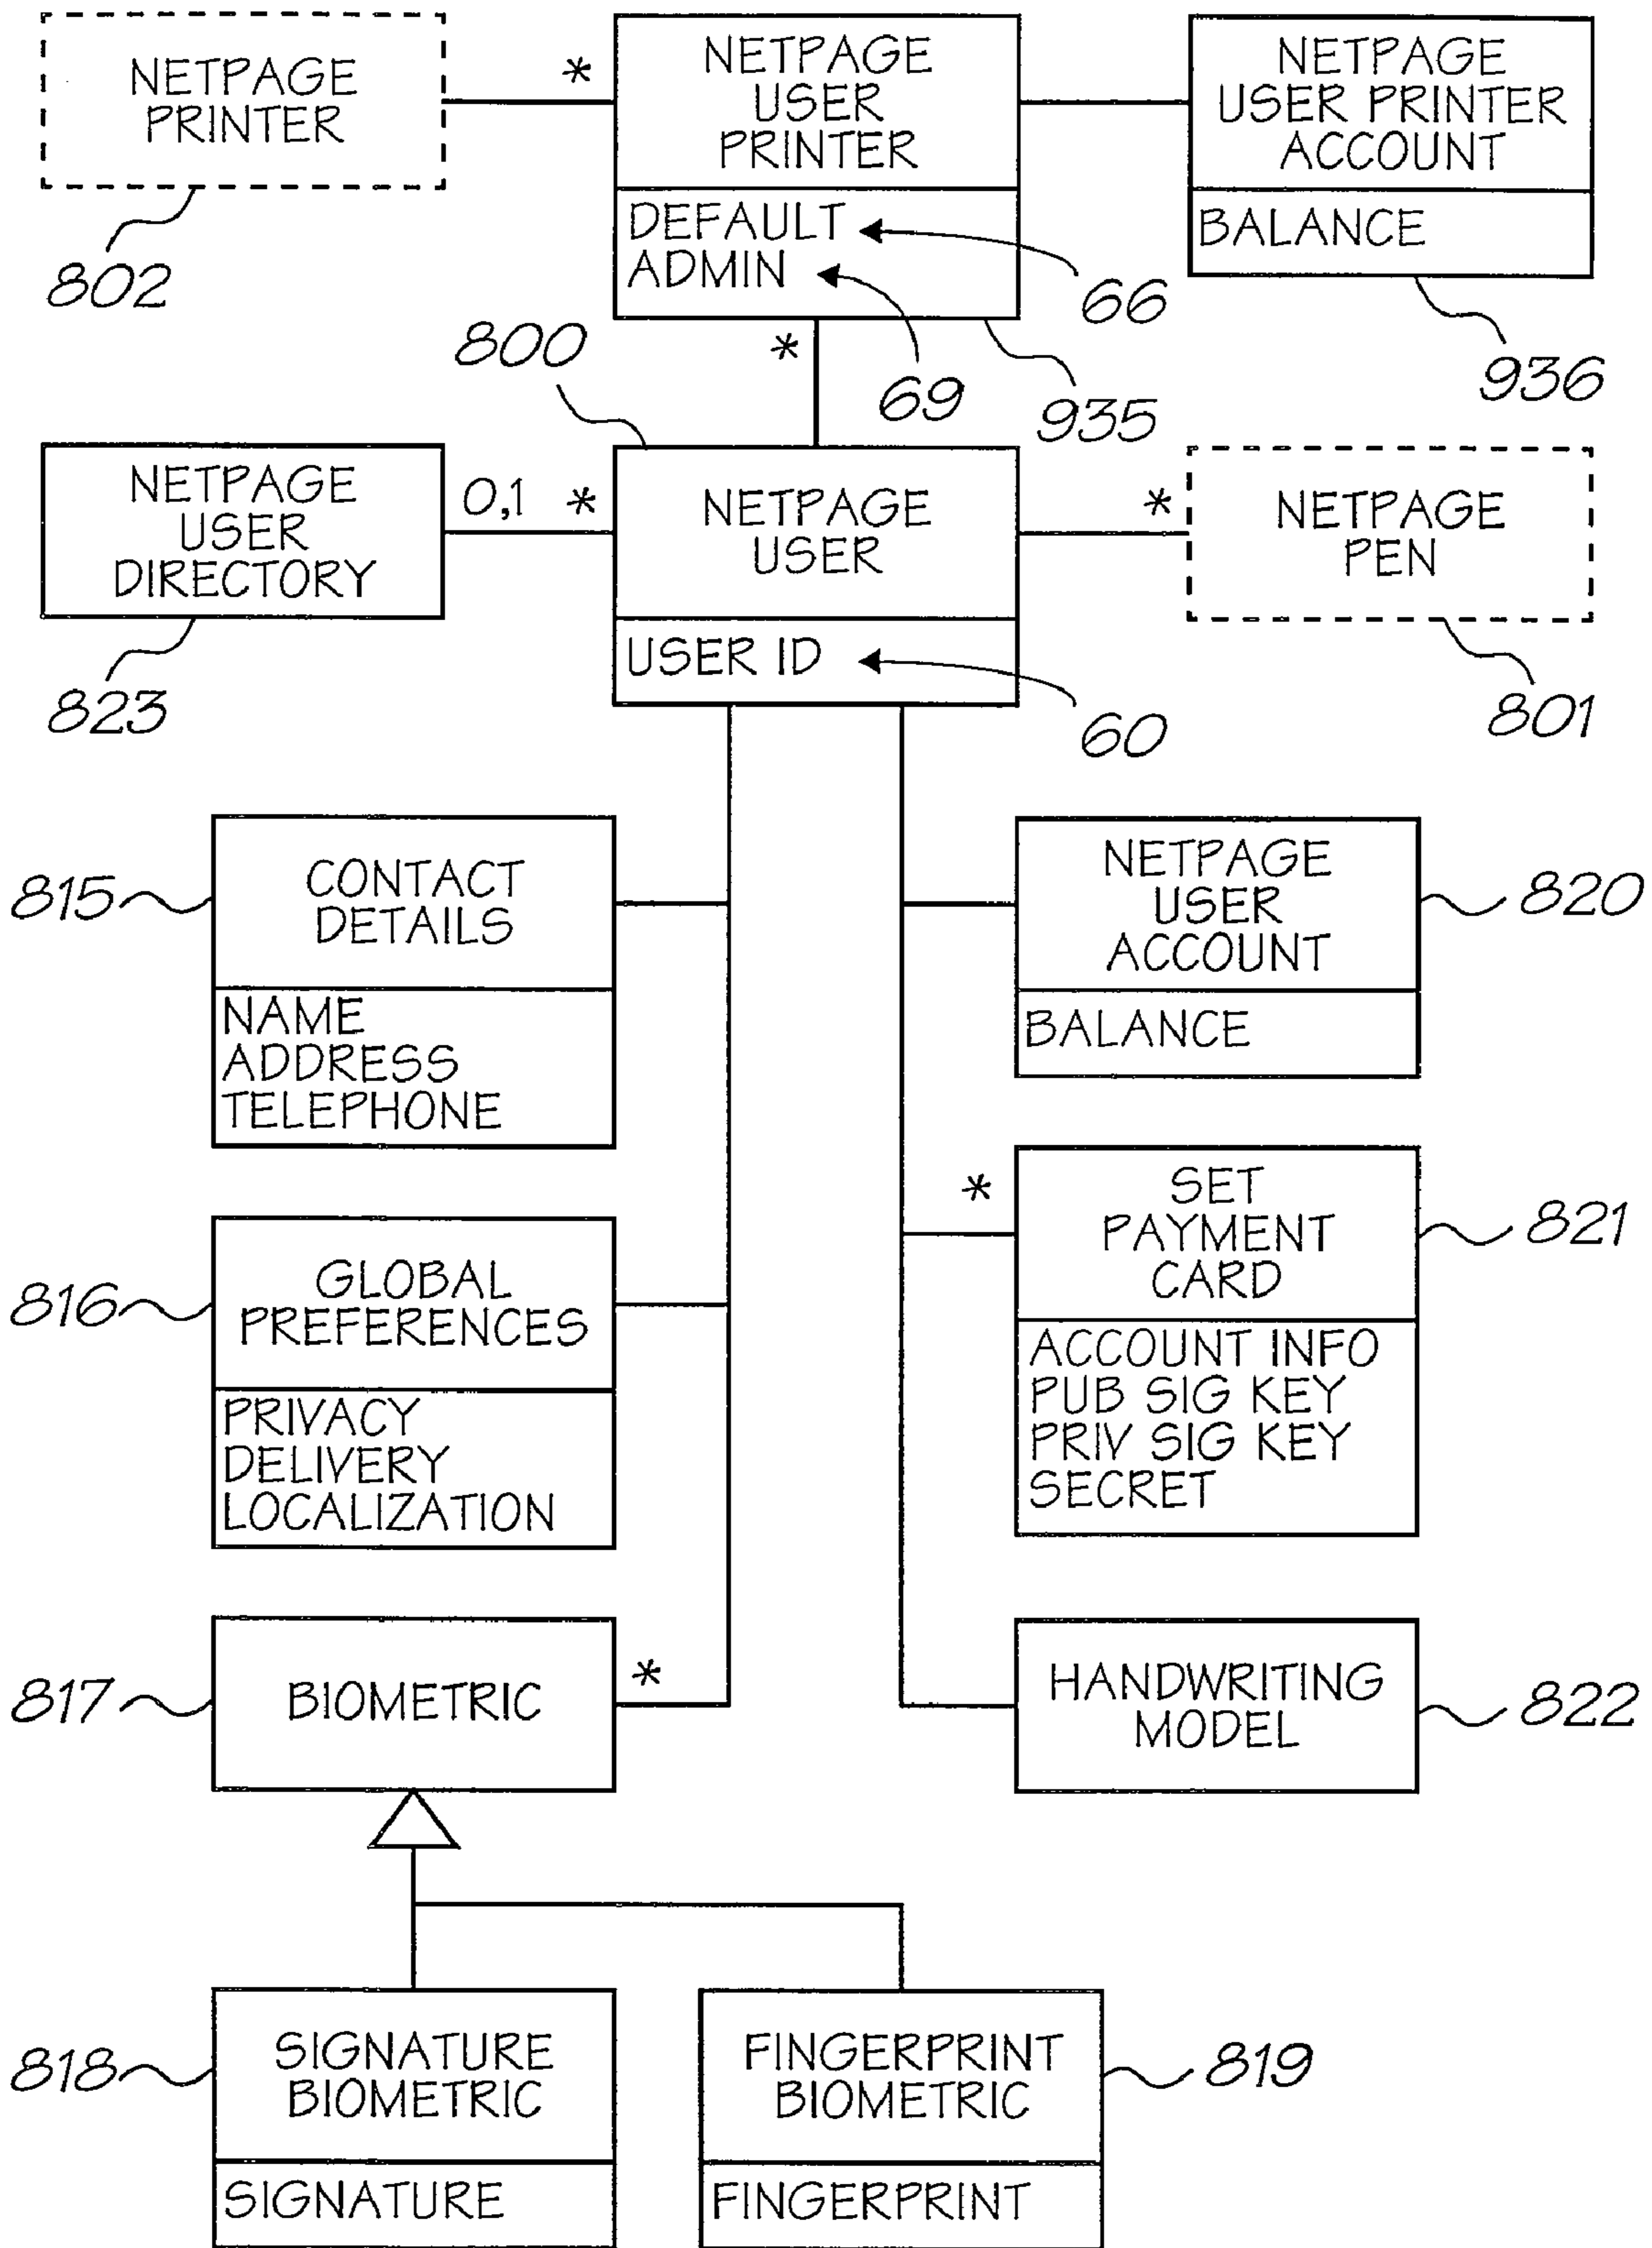 NETPAGE
PRINTER
802
*
NETPAGE
USER
PRINTER
DEFAULT
ADMIN
66
69
935
*
NETPAGE
USER PRINTER
ACCOUNT
BALANCE
936
800
NETPAGE
USER
DIRECTORY
823
0,1 *
NETPAGE
USER
USER ID
60
*
NETPAGE
PEN
801
815
CONTACT
DETAILS
NAME
ADDRESS
TELEPHONE
NETPAGE
USER
ACCOUNT
BALANCE
820
816
GLOBAL
PREFERENCES
PRIVACY
DELIVERY
LOCALIZATION
*
SET
PAYMENT
CARD
ACCOUNT INFO
PUB SIG KEY
PRIV SIG KEY
SECRET
821
817
BIOMETRIC
*
HANDWRITING
MODEL
822
818
SIGNATURE
BIOMETRIC
SIGNATURE
FINGERPRINT
BIOMETRIC
FINGERPRINT
819